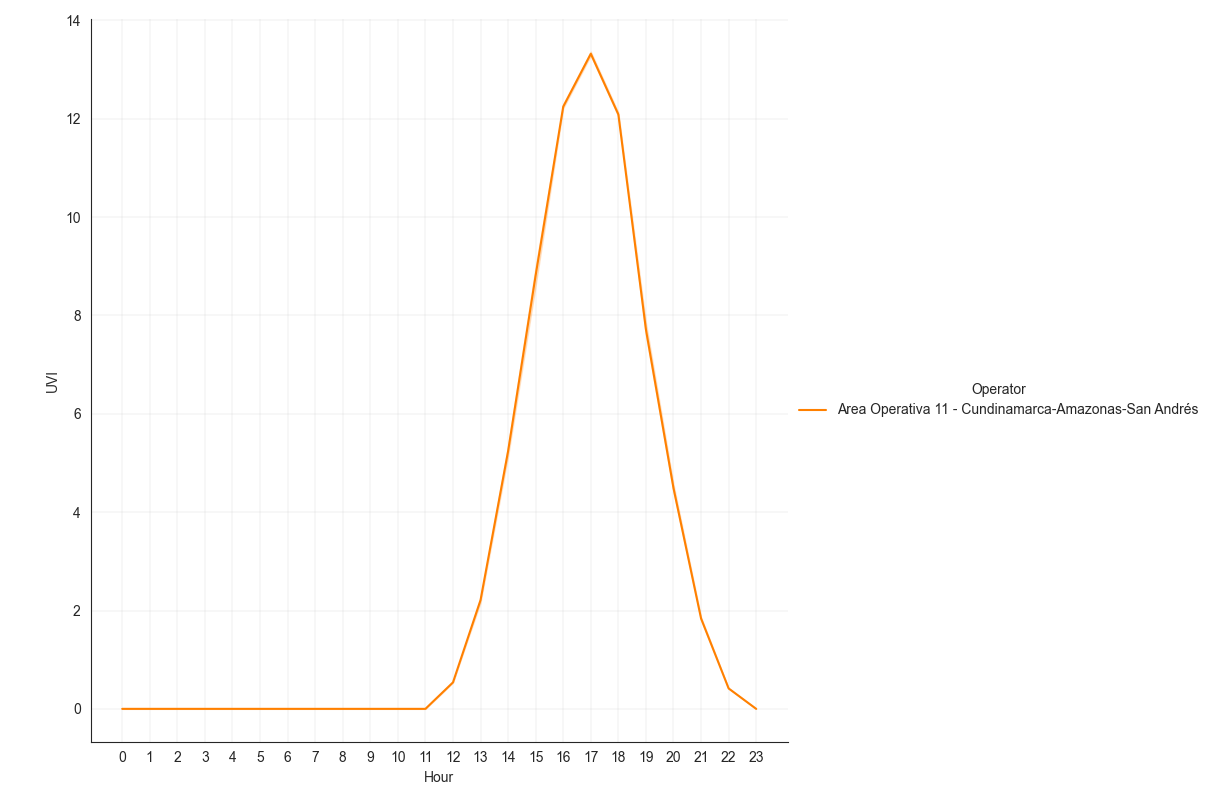 14
12
10
8
6
4
2
0
UVI
0 1 2 3 4 5 6 7 8 9 10 11 12 13 14 15 16 17 18 19 20 21 22 23
Hour
Operator
Area Operativa 11 - Cundinamarca-Amazonas-San Andrés